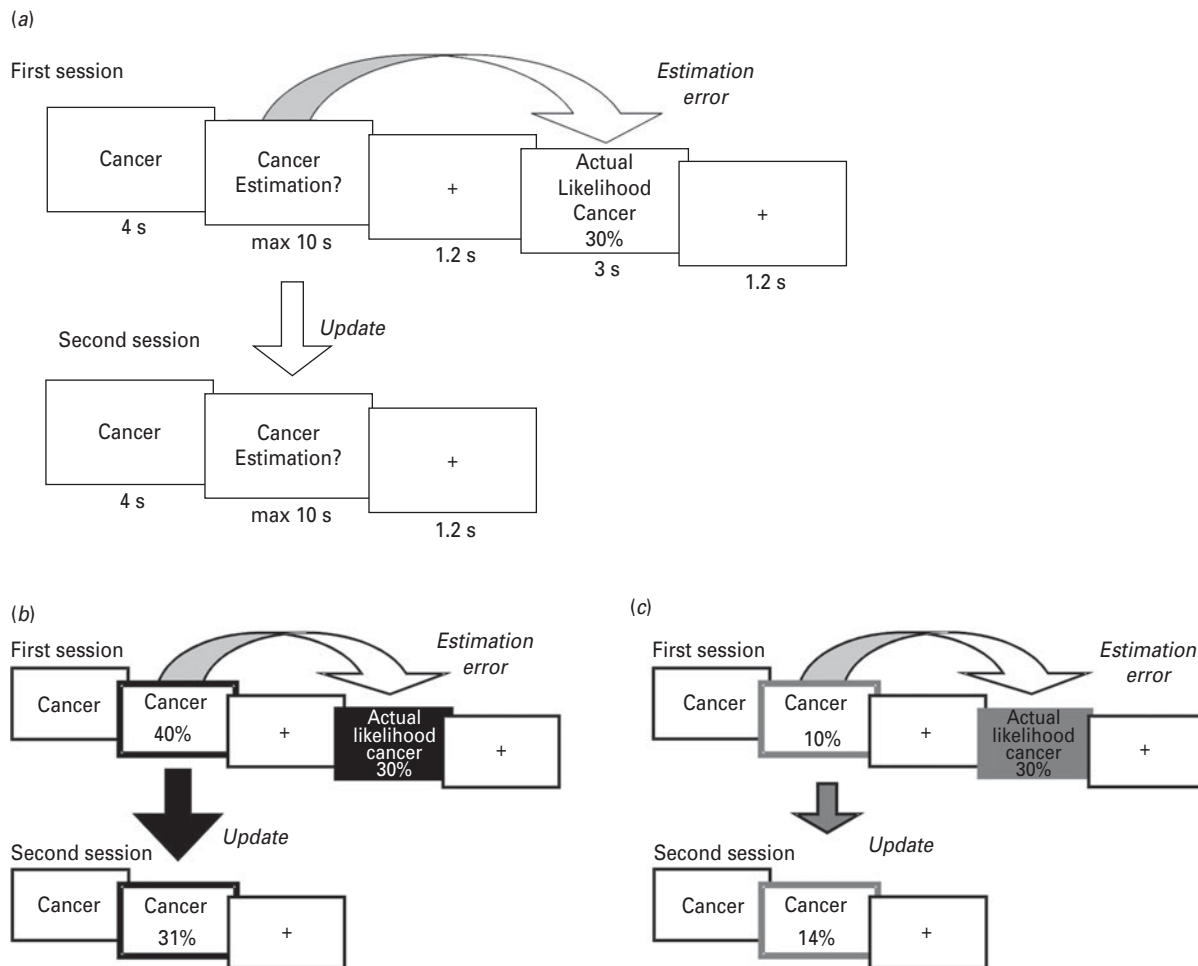 (a)
First session
Estimation
error
Cancer
4 s
Cancer
Estimation?
max 10 s
+
1.2 s
Actual
Likelihood
Cancer
30%
3 s
+
1.2 s
Update
Second session
Cancer
4 s
Cancer
Estimation?
max 10 s
+
1.2 s
(b)
First session
Estimation
error
Cancer
Cancer
40%
+
Actual
likelihood
cancer
30%
+
Update
Second session
Cancer
Cancer
31%
+
(c)
First session
Estimation
error
Cancer
Cancer
10%
+
Actual
likelihood
cancer
30%
+
Update
Second session
Cancer
Cancer
14%
+